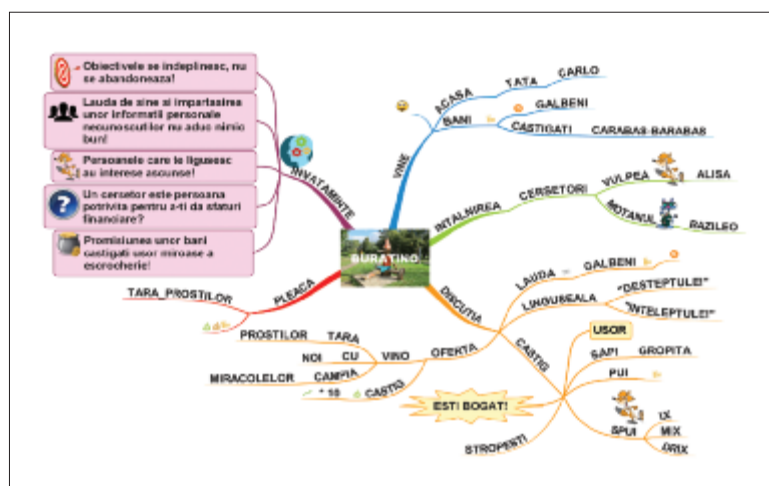 Obiectivele se indeplinesc, nu
se abandoneaza!
Lauda de sine si impartasirea
unor informatii personale
necunoscutilor nu aduc nimic
bun!
Persoanele care te ligusesc
au interese ascunse!
Un cersetor este persoana
potrivita pentru a-ti da sfaturi
financiare?
Promisiunea unor bani
castigati usor miroase a
escrocherie!
INVATAMINTE
BURATINO
VINE
ACASA
TATA
CARLO
BANI
GALBENI
CASTIGATI
CARABAS-BARABAS
INTALNIREA
CERSETORI
VULPEA
ALISA
MOTANUL
BAZILEO
DISCUTIA
LAUDA
GALBENI
LINGUSEALA
"DESTEPTULEI"
"INTELEPTULEI"
CASTIG
USOR
SAPI
GROPITA
PUI
SPUI
IX
MIX
DRIX
STROPESTI
ESTI BOGAT!
OFERTA
VINO
TARA
PROSTILOR
CU
NOI
CAMPIA
MIRACOLELOR
CASTIG
* 10
PLEACA
TARA_PROSTILOR